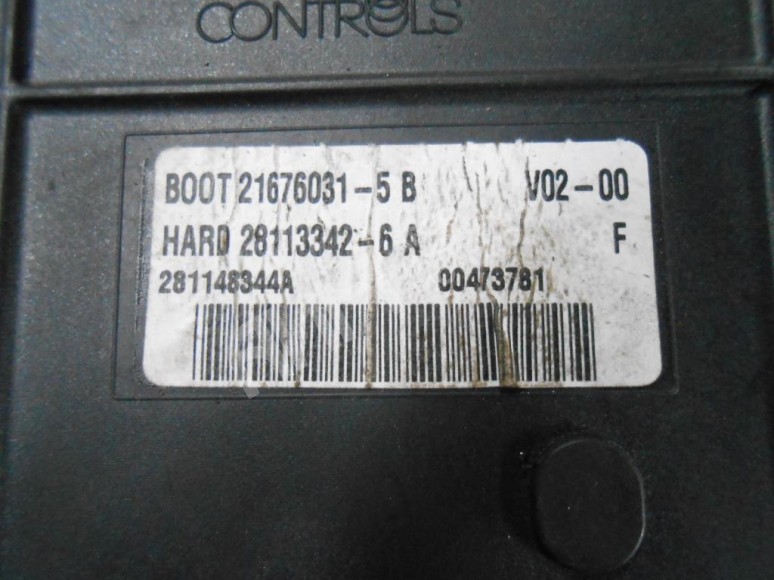 CONTROLS
BOOT 21676031-5 B V02-00
HARD 28113342-6 A F
281148344A 00473781